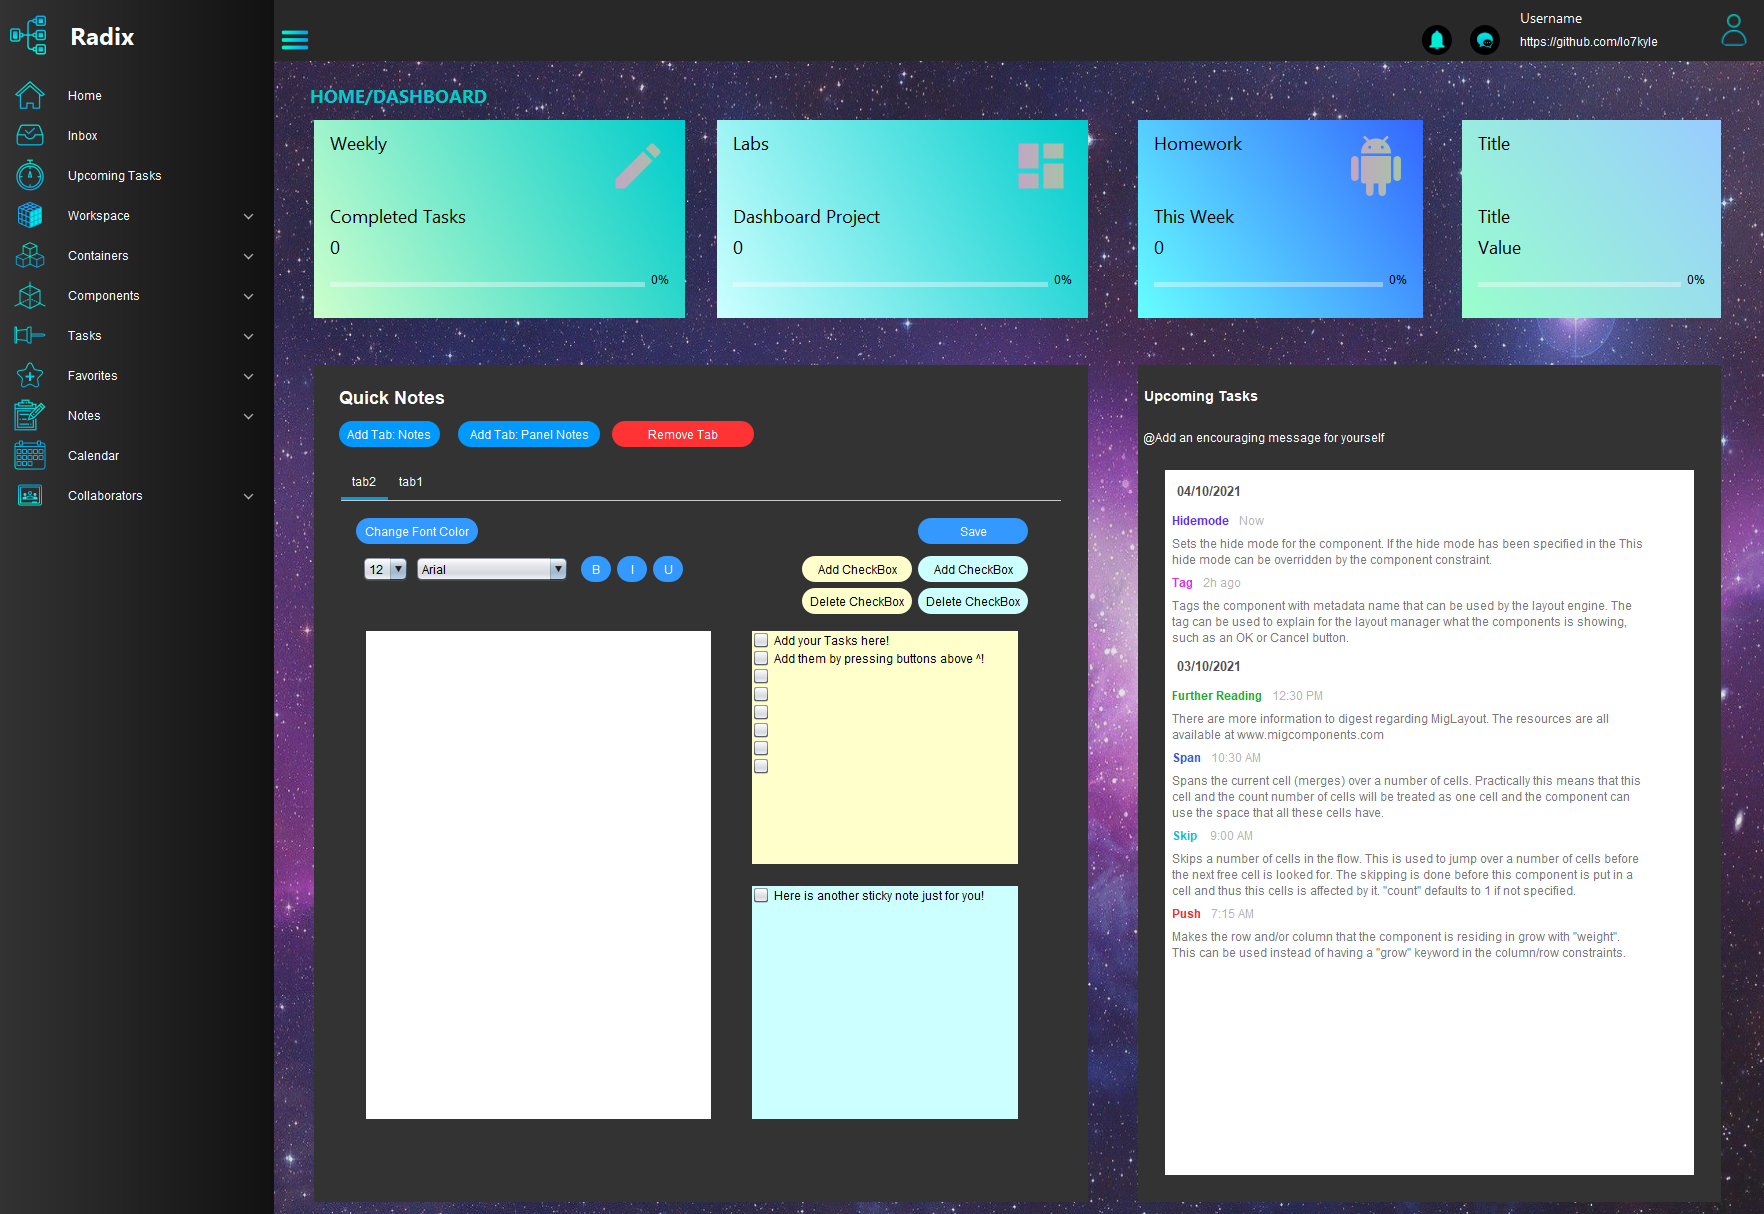 Radix
Home
Inbox
Upcoming Tasks
Workspace
Containers
Components
Tasks
Favorites
Notes
Calendar
Collaborators
Username
https://github.com/lo7kyle
HOME/DASHBOARD
Weekly
Completed Tasks
0
0%
Labs
Dashboard Project
0
0%
Homework
This Week
0
0%
Title
Title
Value
0%
Quick Notes
Add Tab: Notes
Add Tab: Panel Notes
Remove Tab
tab2
tab1
Change Font Color
Save
12
Arial
B
I
U
Add CheckBox
Add CheckBox
Delete CheckBox
Delete CheckBox
Add your Tasks here!
Add them by pressing buttons above ^!
Here is another sticky note just for you!
Upcoming Tasks
@Add an encouraging message for yourself
04/10/2021
Hidemode Now
Sets the hide mode for the component. If the hide mode has been specified in the This
hide mode can be overridden by the component constraint.
Tag 2h ago
Tags the component with metadata name that can be used by the layout engine. The
tag can be used to explain for the layout manager what the components is showing,
such as an OK or Cancel button.
03/10/2021
Further Reading 12:30 PM
There are more information to digest regarding MigLayout. The resources are all
available at www.migcomponents.com
Span 10:30 AM
Spans the current cell (merges) over a number of cells. Practically this means that this
cell and the count number of cells will be treated as one cell and the component can
use the space that all these cells have.
Skip 9:00 AM
Skips a number of cells in the flow. This is used to jump over a number of cells before
the next free cell is looked for. The skipping is done before this component is put in a
cell and thus this cells is affected by it. "count" defaults to 1 if not specified.
Push 7:15 AM
Makes the row and/or column that the component is residing in grow with "weight".
This can be used instead of having a "grow" keyword in the column/row constraints.